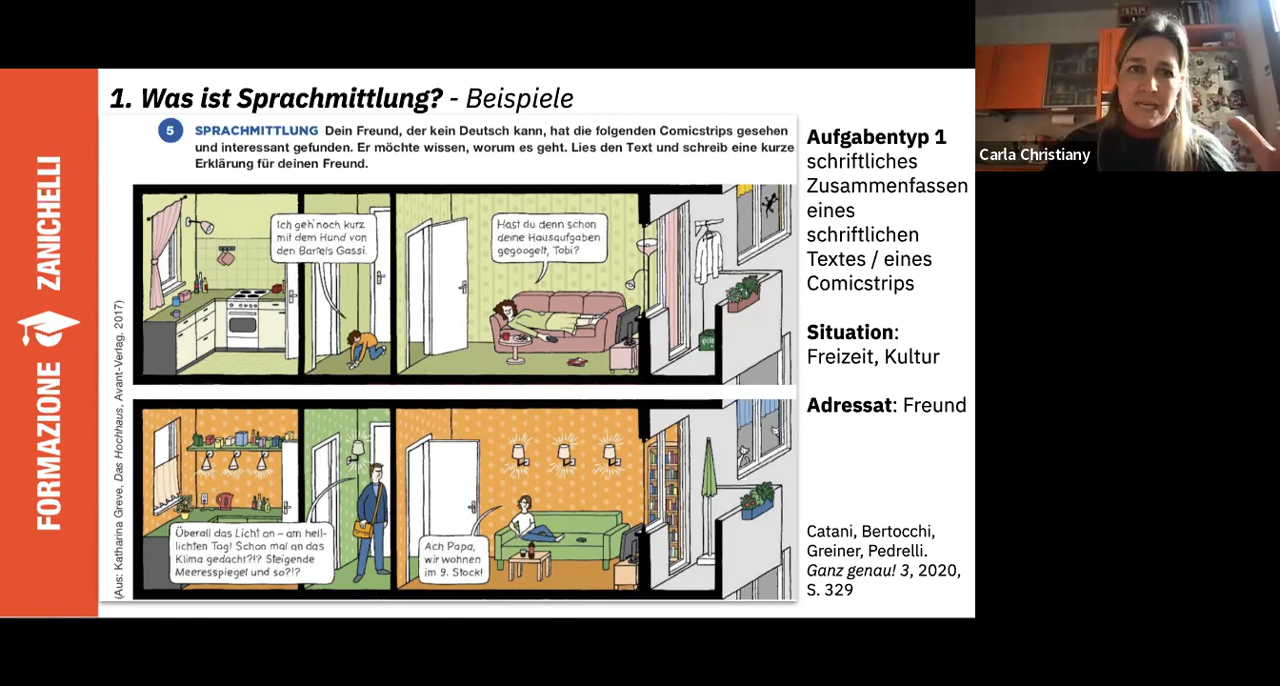 1. Was ist Sprachmittlung? - Beispiele
5 SPRACHMITTLUNG Dein Freund, der kein Deutsch kann, hat die folgenden Comicstrips gesehen
und interessant gefunden. Er möchte wissen, worum es geht. Lies den Text und schreib eine kurze
Erklärung für deinen Freund.
Ich geh noch kurz
mit dem Hund von
den Bartels Gassi.
Hast du denn schon
deine Hausaufgaben
gegoogelt, Tobi?
Überall das Licht an – am hell-
lichten Tag! Schon mal an das
Klima gedacht?!? Steigende
Meeresspiegel und so?!?
Ach Papa,
wir wohnen
im 9. Stock!
(Aus: Katharina Greve. Das Hochhaus, Avant-Verlag. 2017)
Aufgabentyp 1
schriftliches
Zusammenfassen
eines
schriftlichen
Textes / eines
Comicstrips
Situation:
Freizeit, Kultur
Adressat: Freund
Catani, Bertocchi,
Greiner, Pedrelli.
Ganz genau! 3, 2020,
S. 329
FORMAZIONE ZANICHELLI
Carla Christiany